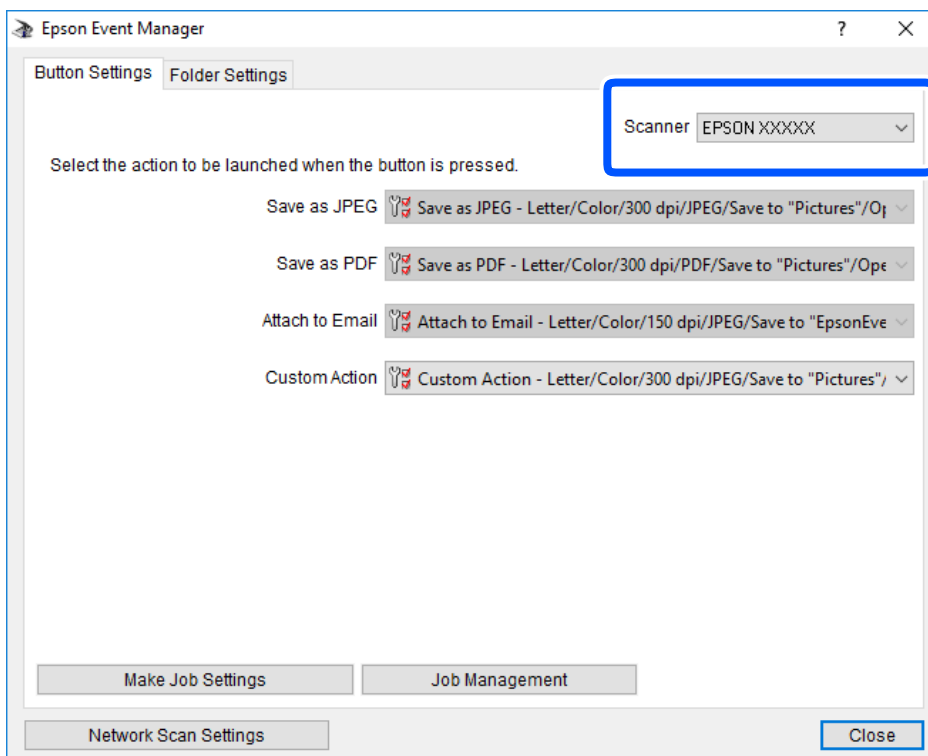 Epson Event Manager
Button Settings
Folder Settings
Scanner EPSON XXXXX
Select the action to be launched when the button is pressed.
Save as JPEG Save as JPEG - Letter/Color/300 dpi/JPEG/Save to "Pictures"/Op
Save as PDF Save as PDF - Letter/Color/300 dpi/PDF/Save to "Pictures"/Ope
Attach to Email Attach to Email - Letter/Color/150 dpi/JPEG/Save to "EpsonEve
Custom Action Custom Action - Letter/Color/300 dpi/JPEG/Save to "Pictures"/
Make Job Settings
Job Management
Network Scan Settings
Close